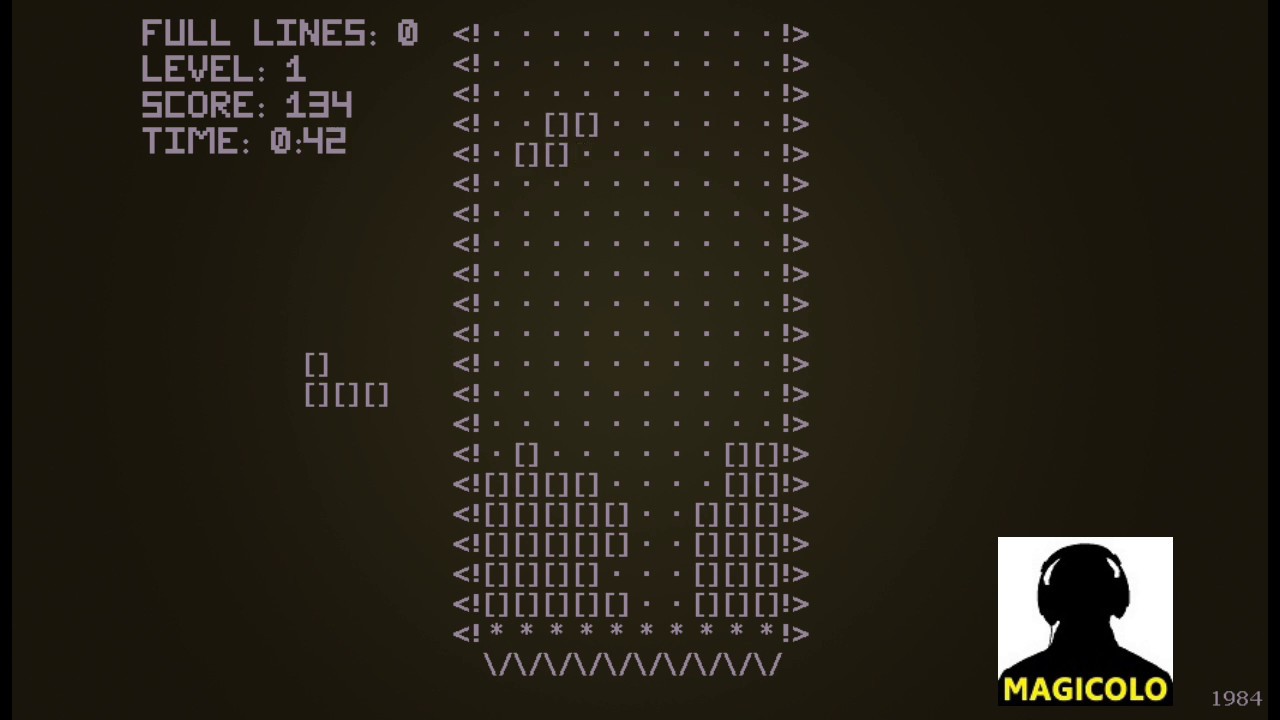 FULL LINES: 0
LEVEL: 1
SCORE: 134
TIME: 0:42
<! . . . . . . . . . .!>
<! . . . . . . . . . .!>
<! . . . . . . . . . .!>
<! . .[][] . . . . . .!>
<! .[][] . . . . . . .!>
<! . . . . . . . . . .!>
<! . . . . . . . . . .!>
<! . . . . . . . . . .!>
<! . . . . . . . . . .!>
<! . . . . . . . . . .!>
<! . . . . . . . . . .!>
[]
<! . . . . . . . . . .!>
[][][]
<! . . . . . . . . . .!>
<! . . . . . . . . . .!>
<! .[] . . . . . .[][]!>
<![][][][] . . . .[][]!>
<![][][][][] . .[][][]!>
<![][][][][] . .[][][]!>
<![][][][] . . .[][][]!>
<![][][][][] . .[][][]!>
<! * * * * * * * * * *!>
\/\/\/\/\/\/\/\/\/\/
MAGICOLO
1984